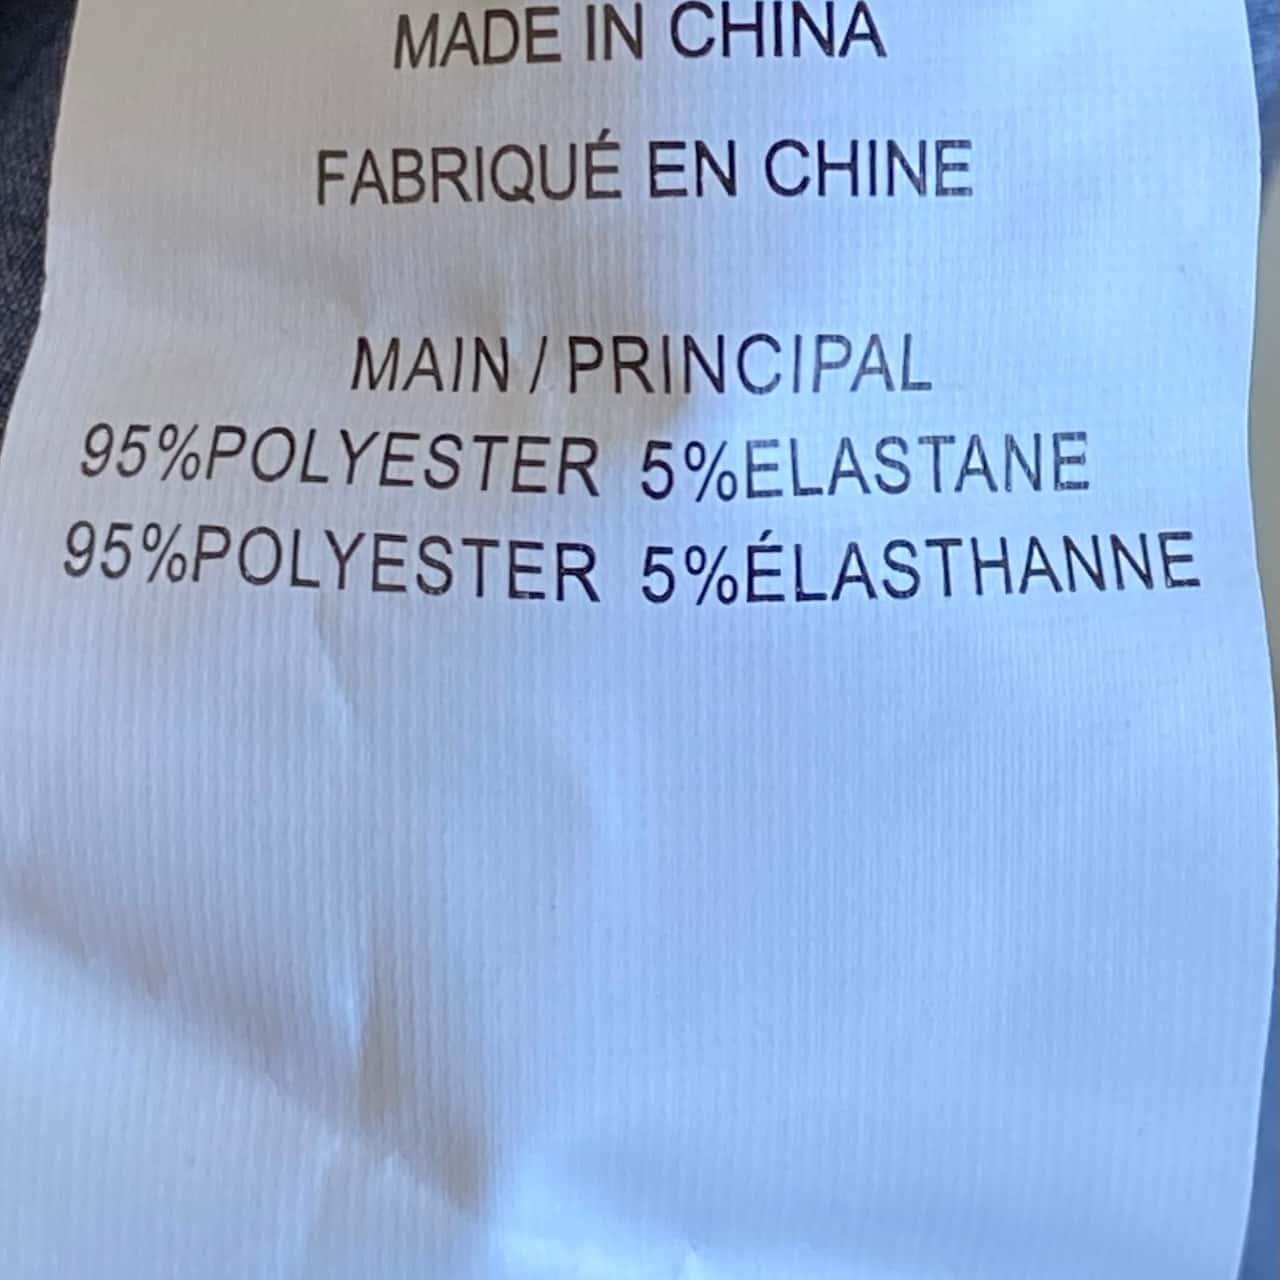 MADE IN CHINA
FABRIQUÉ EN CHINE
MAIN / PRINCIPAL
95%POLYESTER 5%ELASTANE
95%POLYESTER 5%ÉLASTHANNE